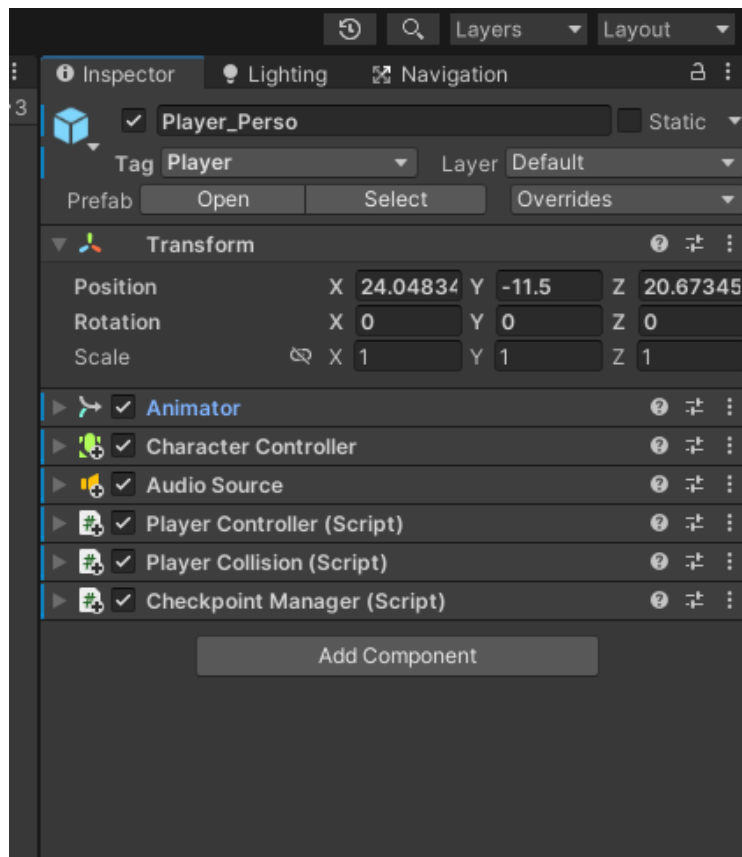 Layers Layout
Inspector Lighting Navigation
3
Player_Perso Static
Tag Player Layer Default
Prefab Open Select Overrides
Transform
Position X 24.04834 Y -11.5 Z 20.67345
Rotation X 0 Y 0 Z 0
Scale X 1 Y 1 Z 1
Animator
Character Controller
Audio Source
Player Controller (Script)
Player Collision (Script)
Checkpoint Manager (Script)
Add Component